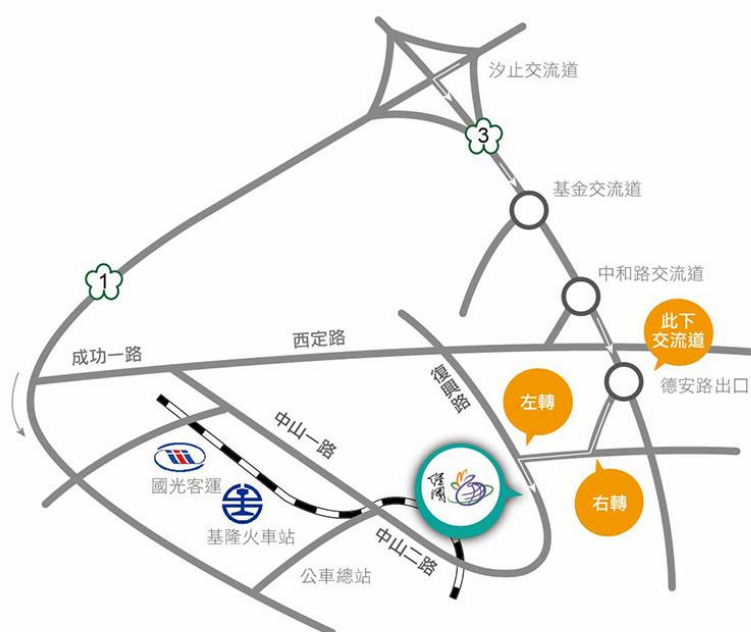 汐止交流道
3
基金交流道
1
中和路交流道
此下
交流道
西定路
成功一路
復興路
德安路出口
左轉
中山一路
國光客運
右轉
基隆火車站
中山二路
公車總站